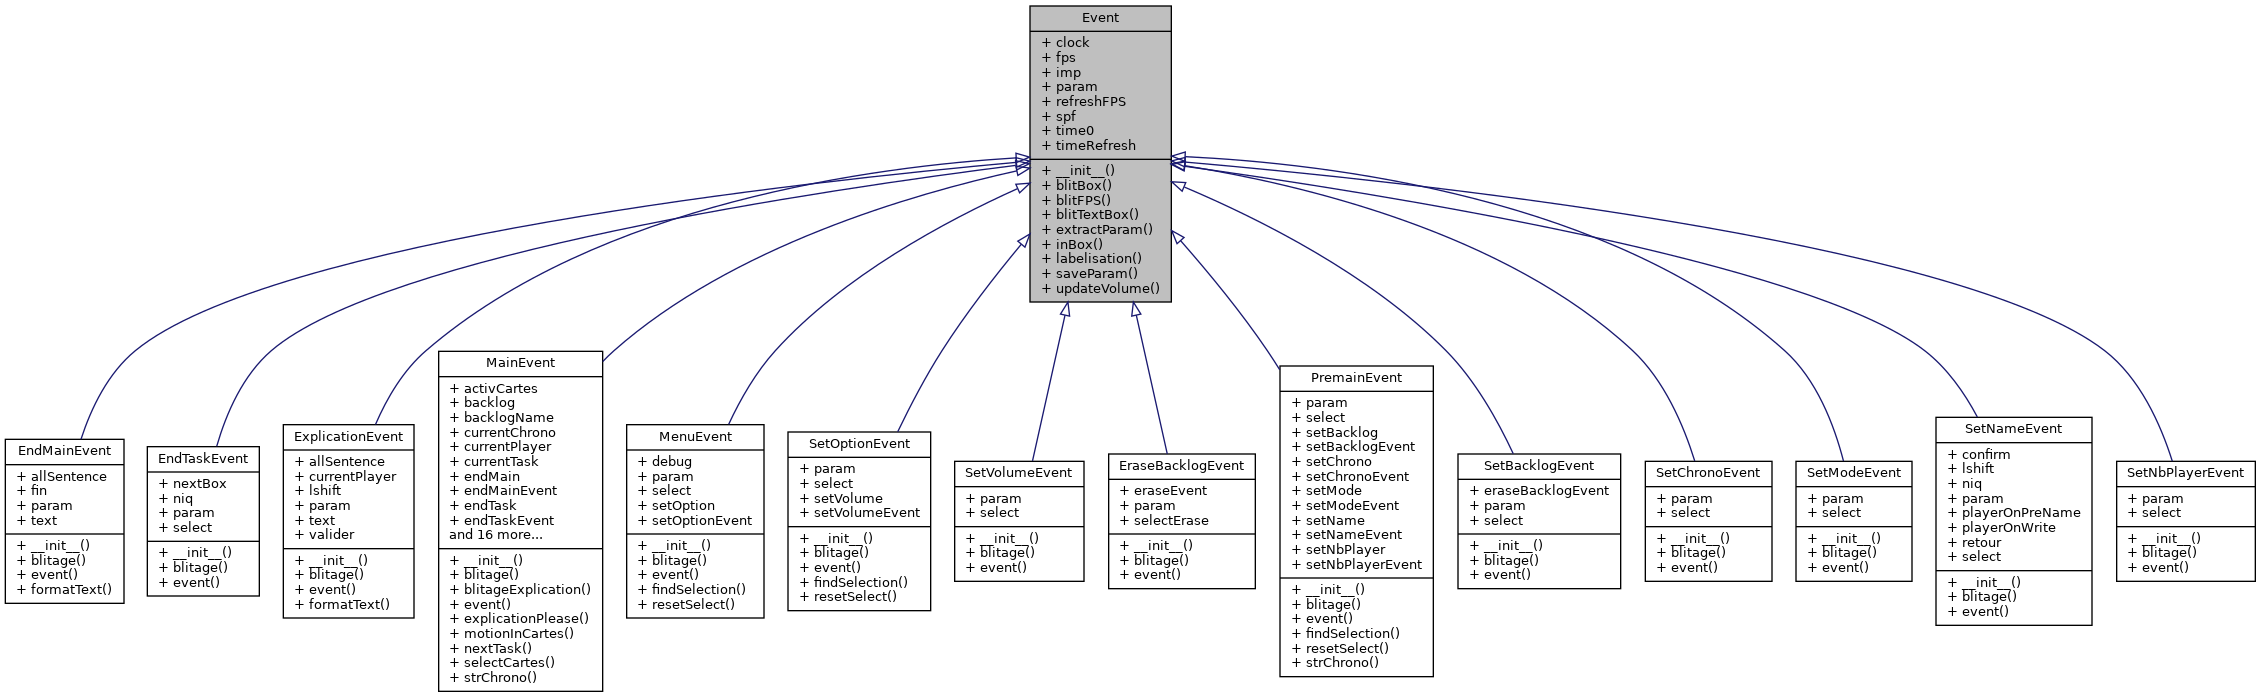 Event
+ clock
+ fps
+ imp
+ param
+ refreshFPS
+ spf
+ time0
+ timeRefresh
+ __init__()
+ blitBox()
+ blitFPS()
+ blitTextBox()
+ extractParam()
+ inBox()
+ labelisation()
+ saveParam()
+ updateVolume()
EndMainEvent
+ allSentence
+ fin
+ param
+ text
+ __init__()
+ blitage()
+ event()
+ formatText()
EndTaskEvent
+ nextBox
+ niq
+ param
+ select
+ __init__()
+ blitage()
+ event()
ExplicationEvent
+ allSentence
+ currentPlayer
+ lshift
+ param
+ text
+ valider
+ __init__()
+ blitage()
+ event()
+ formatText()
MainEvent
+ activCartes
+ backlog
+ backlogName
+ currentChrono
+ currentPlayer
+ currentTask
+ endMain
+ endMainEvent
+ endTask
+ endTaskEvent
and 16 more...
+ __init__()
+ blitage()
+ blitageExplication()
+ event()
+ explicationPlease()
+ motionInCartes()
+ nextTask()
+ selectCartes()
+ strChrono()
MenuEvent
+ debug
+ param
+ select
+ setOption
+ setOptionEvent
+ __init__()
+ blitage()
+ event()
+ findSelection()
+ resetSelect()
SetOptionEvent
+ param
+ select
+ setVolume
+ setVolumeEvent
+ __init__()
+ blitage()
+ event()
+ findSelection()
+ resetSelect()
SetVolumeEvent
+ param
+ select
+ __init__()
+ blitage()
+ event()
EraseBacklogEvent
+ eraseEvent
+ param
+ selectErase
+ __init__()
+ blitage()
+ event()
PremainEvent
+ param
+ select
+ setBacklog
+ setBacklogEvent
+ setChrono
+ setChronoEvent
+ setMode
+ setModeEvent
+ setName
+ setNameEvent
+ setNbPlayer
+ setNbPlayerEvent
+ __init__()
+ blitage()
+ event()
+ findSelection()
+ resetSelect()
+ strChrono()
SetBacklogEvent
+ eraseBacklogEvent
+ param
+ select
+ __init__()
+ blitage()
+ event()
SetChronoEvent
+ param
+ select
+ __init__()
+ blitage()
+ event()
SetModeEvent
+ param
+ select
+ __init__()
+ blitage()
+ event()
SetNameEvent
+ confirm
+ lshift
+ niq
+ param
+ playerOnPreName
+ playerOnWrite
+ retour
+ select
+ __init__()
+ blitage()
+ event()
SetNbPlayerEvent
+ param
+ select
+ __init__()
+ blitage()
+ event()